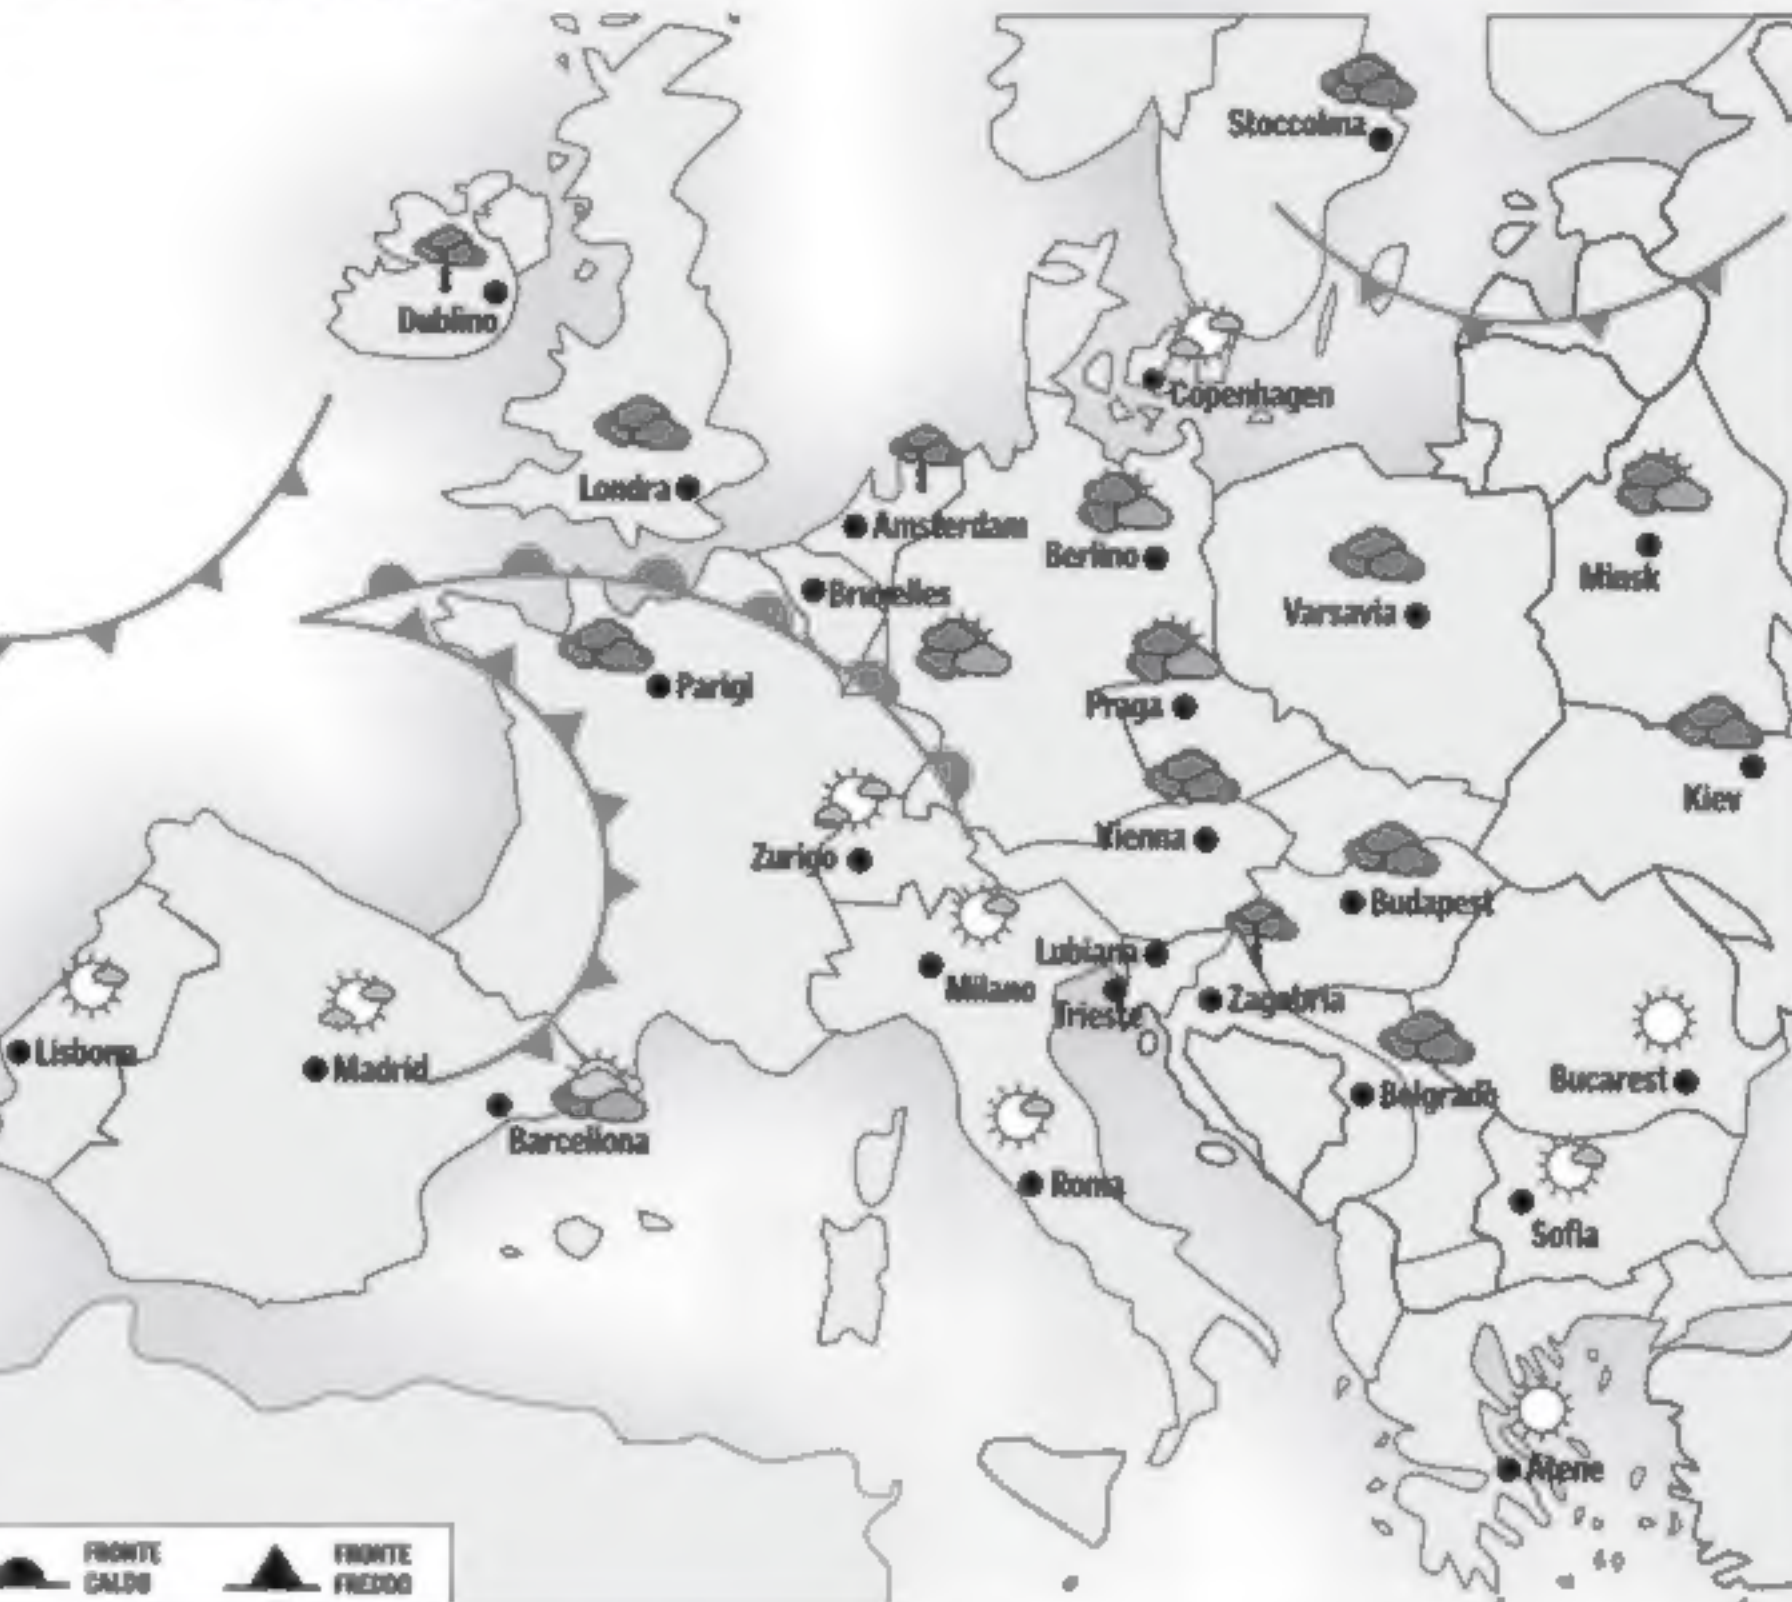 Stoccolma
Dublino
Copenhagen
Londra
Amsterdam
Berlino
Minsk
Bruxelles
Varsavia
Parigi
Praga
Kiev
Vienna
Zurigo
Budapest
Lubiana
Milano
Zagabria
Trieste
Lisbona
Madrid
Bucarest
Belgrado
Barcellona
Roma
Sofia
Atene
FRONTE
CALDO
FRONTE
FREDDO